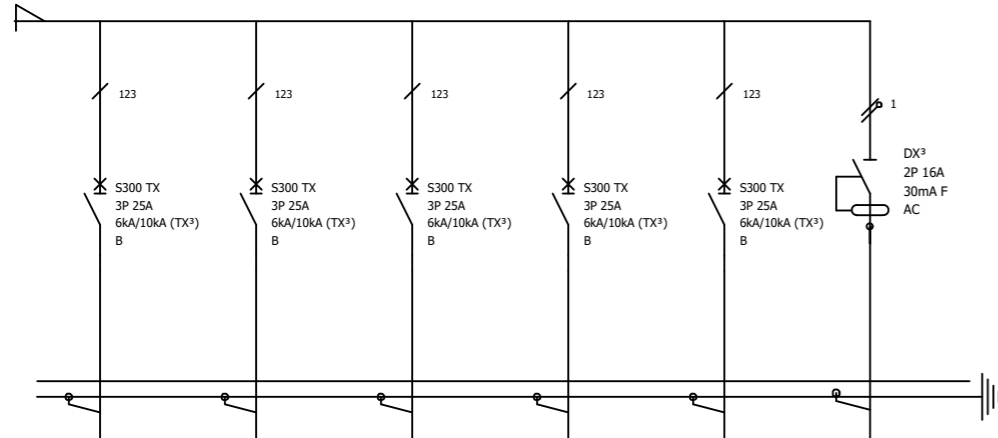 123
123
123
123
123
1
S300 TX
3P 25A
6kA/10kA (TX³)
B
S300 TX
3P 25A
6kA/10kA (TX³)
B
S300 TX
3P 25A
6kA/10kA (TX³)
B
S300 TX
3P 25A
6kA/10kA (TX³)
B
S300 TX
3P 25A
6kA/10kA (TX³)
B
DX³
2P 16A
30mA F
AC